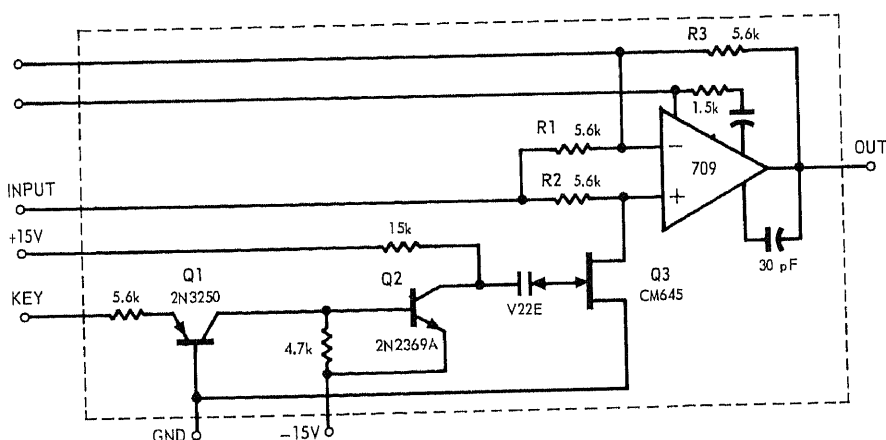 R3 5.6k
1.5k
R1 5.6k
−
709
OUT
INPUT
R2 5.6k
+
+15V
15k
30 pF
Q1
Q2
Q3
KEY
5.6k
2N3250
V22E
CM645
4.7k
2N2369A
GND
−15V